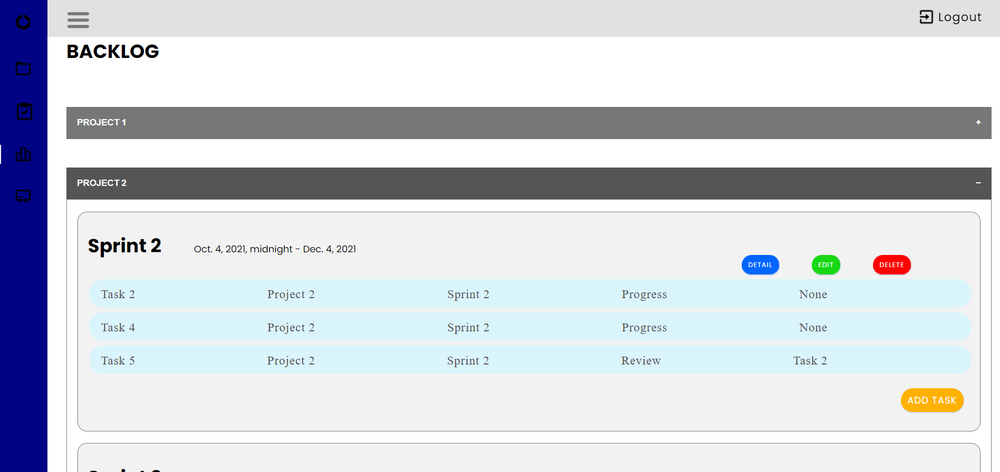 Logout
BACKLOG
PROJECT 1 +
PROJECT 2 −
Sprint 2 Oct. 4, 2021, midnight - Dec. 4, 2021
DETAIL EDIT DELETE
Task 2 Project 2 Sprint 2 Progress None
Task 4 Project 2 Sprint 2 Progress None
Task 5 Project 2 Sprint 2 Review Task 2
ADD TASK